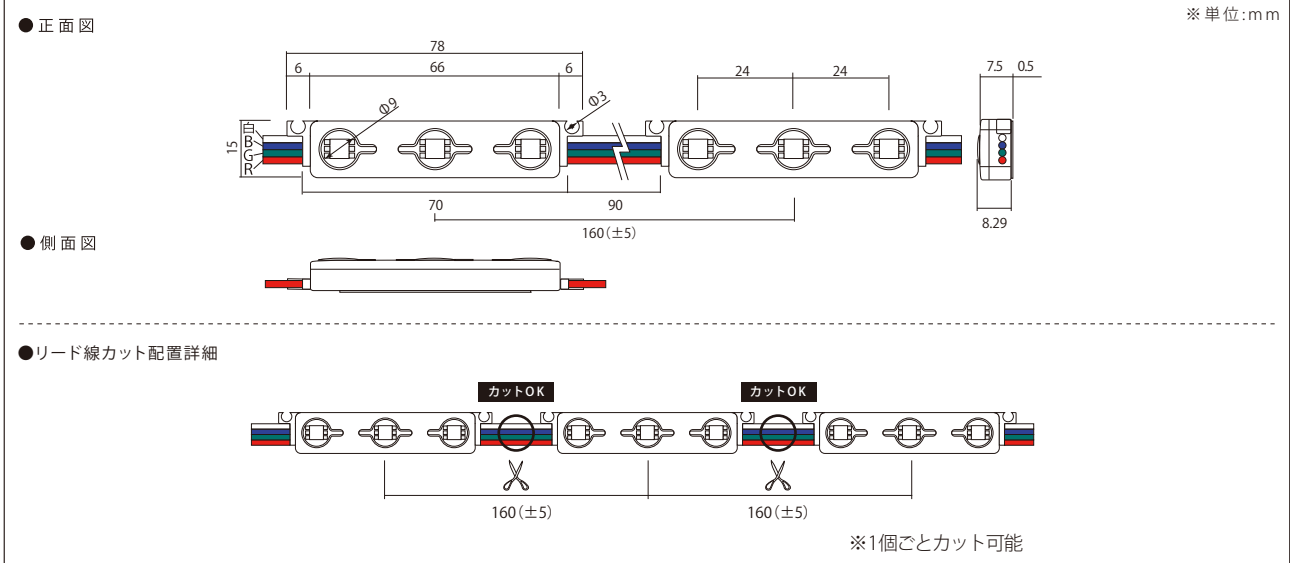 ※単位:mm
●正面図
78
6 66 6
24 24
7.5 0.5
Φ9
Φ3
15
白
B
G
R
70 90
160(±5)
8.29
●側面図
●リード線カット配置詳細
カットOK カットOK
160(±5) 160(±5)
※1個ごとカット可能